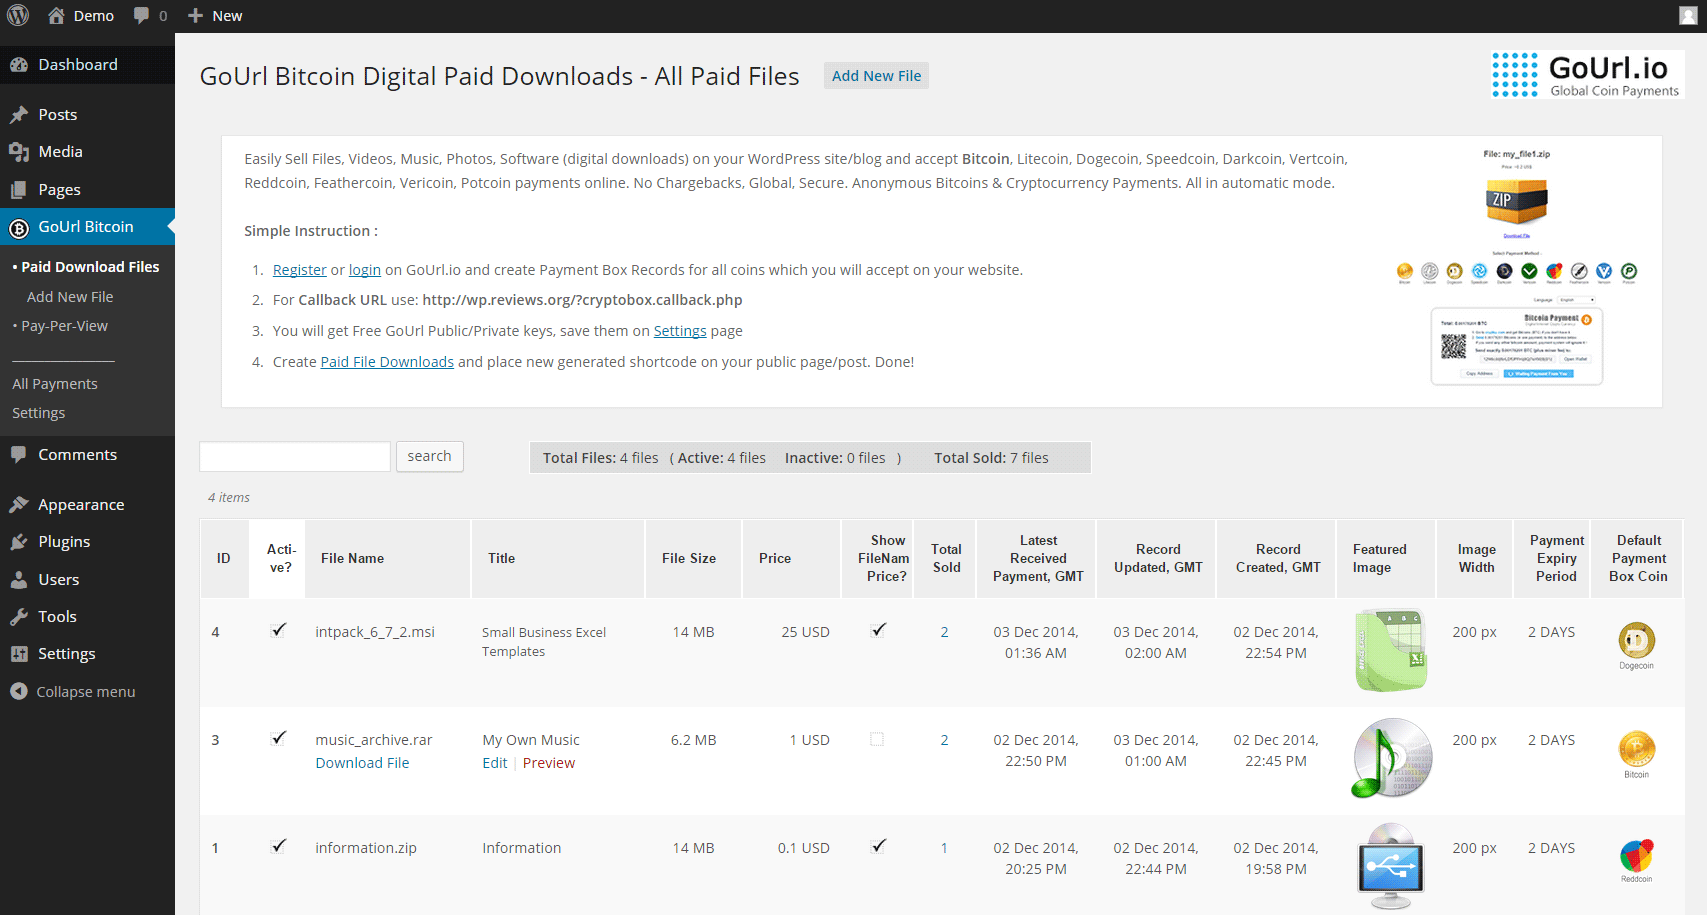 Demo 0 New
Dashboard
Posts
Media
Pages
GoUrl Bitcoin
• Paid Download Files
Add New File
• Pay-Per-View
All Payments
Settings
Comments
Appearance
Plugins
Users
Tools
Settings
Collapse menu
GoUrl Bitcoin Digital Paid Downloads - All Paid Files Add New File
GoUrl.io
Global Coin Payments
Easily Sell Files, Videos, Music, Photos, Software (digital downloads) on your WordPress site/blog and accept Bitcoin, Litecoin, Dogecoin, Speedcoin, Darkcoin, Vertcoin,
Reddcoin, Feathercoin, Vericoin, Potcoin payments online. No Chargebacks, Global, Secure. Anonymous Bitcoins & Cryptocurrency Payments. All in automatic mode.
Simple Instruction :
1. Register or login on GoUrl.io and create Payment Box Records for all coins which you will accept on your website.
2. For Callback URL use: http://wp.reviews.org/?cryptobox.callback.php
3. You will get Free GoUrl Public/Private keys, save them on Settings page
4. Create Paid File Downloads and place new generated shortcode on your public page/post. Done!
File: my_file1.zip
ZIP
Download File
Select Payment Method
Language: English
Bitcoin Payment
Copy Address
Waiting Payment From You
search
Total Files: 4 files ( Active: 4 files Inactive: 0 files ) Total Sold: 7 files
4 items
ID
Acti-
ve?
File Name
Title
File Size
Price
Show
FileNam
Price?
Total
Sold
Latest
Received
Payment, GMT
Record
Updated, GMT
Record
Created, GMT
Featured
Image
Image
Width
Payment
Expiry
Period
Default
Payment
Box Coin
4 intpack_6_7_2.msi Small Business Excel 14 MB 25 USD 2 03 Dec 2014, 03 Dec 2014, 02 Dec 2014, 200 px 2 DAYS
Templates 01:36 AM 02:00 AM 22:54 PM
A B C
Dogecoin
3 music_archive.rar My Own Music 6.2 MB 1 USD 2 02 Dec 2014, 03 Dec 2014, 02 Dec 2014, 200 px 2 DAYS
Download File Edit | Preview 22:50 PM 01:00 AM 22:45 PM
Bitcoin
1 information.zip Information 14 MB 0.1 USD 1 02 Dec 2014, 02 Dec 2014, 02 Dec 2014, 200 px 2 DAYS
20:25 PM 22:44 PM 19:58 PM
Reddcoin